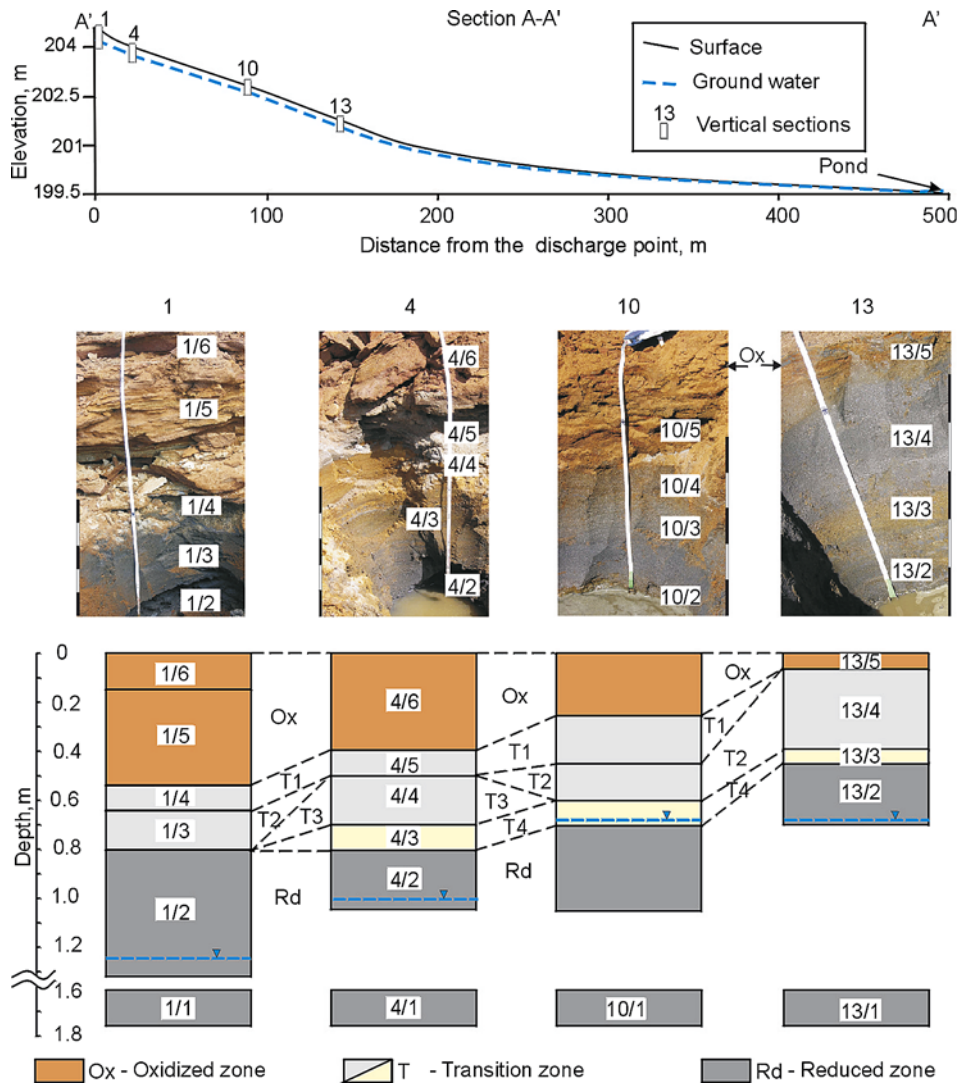 Section A-A'
A' 1 A'
4
10
13
Elevation, m
204
202.5
201
199.5
Surface
Ground water
13
Vertical sections
Pond
0 100 200 300 400 500
Distance from the discharge point, m
1 4 10 13
1/6
1/5
1/4
1/3
1/2
4/6
4/5
4/4
4/3
4/2
10/5
10/4
10/3
10/2
Ox
13/5
13/4
13/3
13/2
Depth,m
0
0.2
0.4
0.6
0.8
1.0
1.2
1.6
1.8
1/6
1/5
1/4
1/3
1/2
1/1
Ox
T1
T2
T3
Rd
4/6
4/5
4/4
4/3
4/2
4/1
Ox
T1
T2
T3
T4
Rd
10/1
Ox
T1
T2
T4
13/5
13/4
13/3
13/2
13/1
Ox - Oxidized zone T - Transition zone Rd - Reduced zone